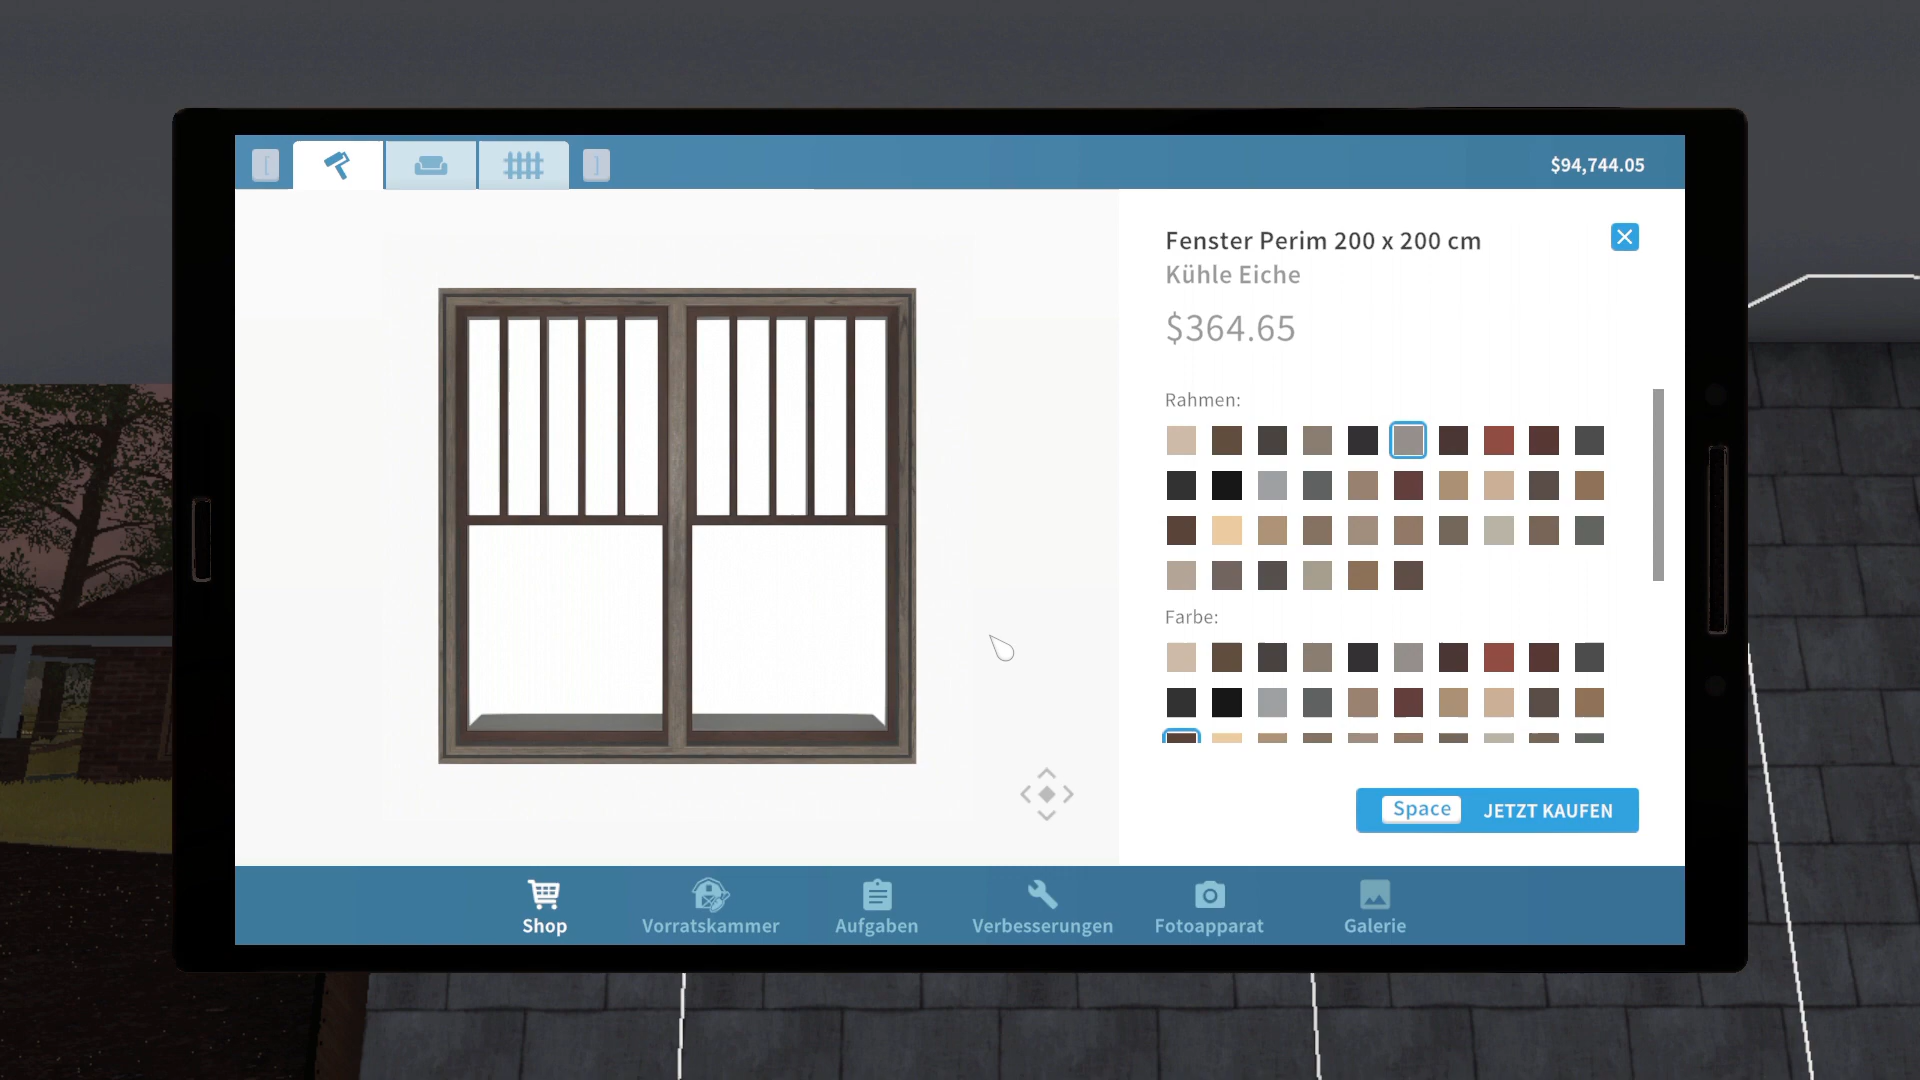 [
]
$94,744.05
Fenster Perim 200 x 200 cm
Kühle Eiche
$364.65
Rahmen:
Farbe:
Space JETZT KAUFEN
Shop
Vorratskammer
Aufgaben
Verbesserungen
Fotoapparat
Galerie